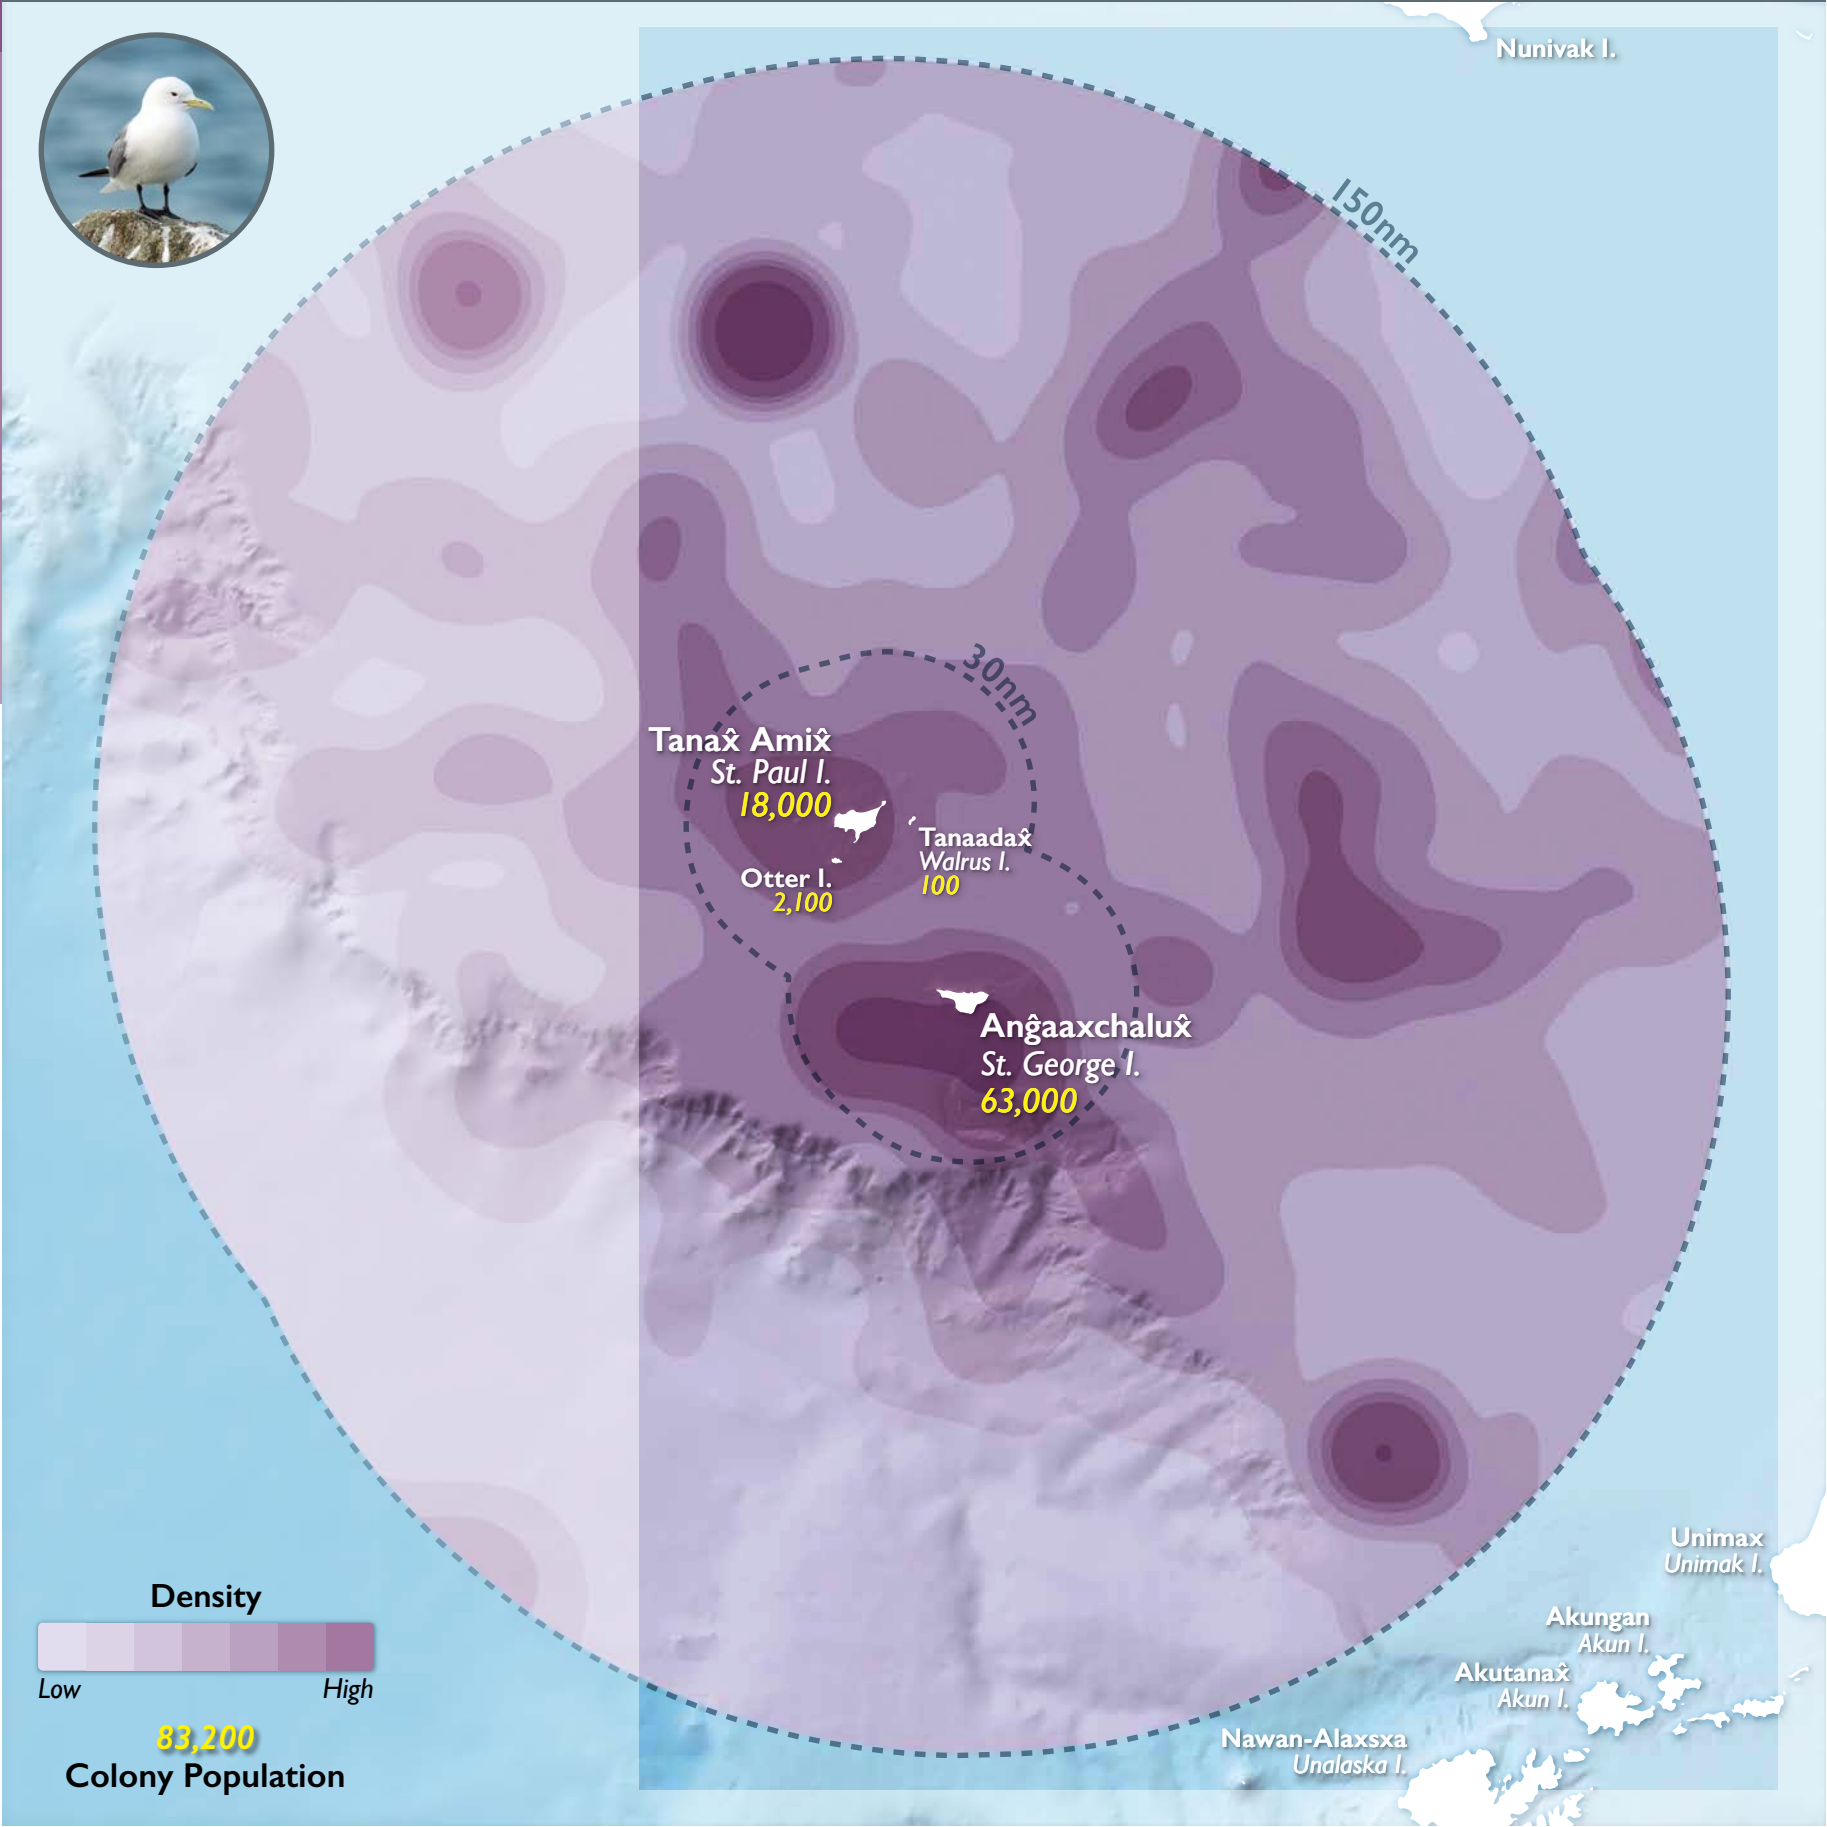 Nunivak I.
150nm
30nm
Tanax̂ Amix̂
St. Paul I.
18,000
Tanaadax̂
Walrus I.
100
Otter I.
2,100
Anĝaaxchalux̂
St. George I.
63,000
Unimax
Unimak I.
Akungan
Akun I.
Akutanax̂
Akun I.
Nawan-Alaxsxa
Unalaska I.
Density
Low High
83,200
Colony Population